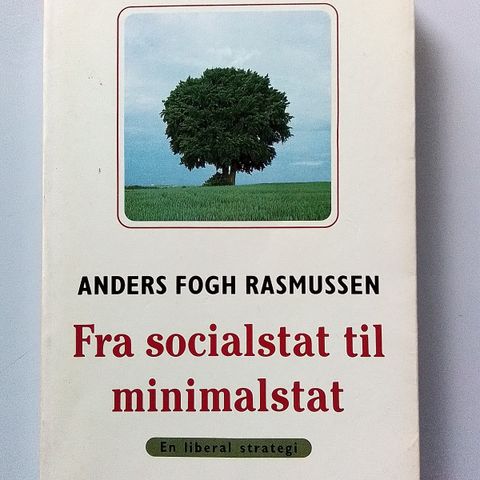 ANDERS FOGH RASMUSSEN
Fra socialstat til
minimalstat
En liberal strategi